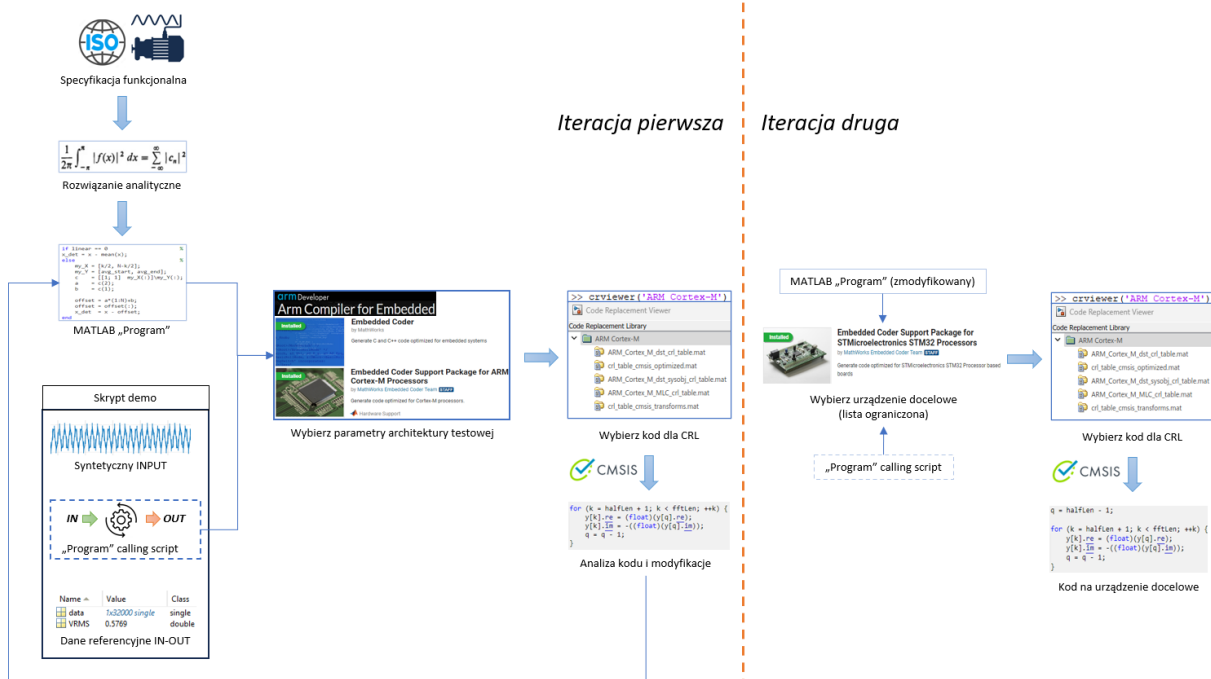 ISO
Specyfikacja funkcjonalna
1/2π ∫_{-π}^{π} |f(x)|² dx = ∑_{-∞}^{∞} |cₙ|²
Rozwiązanie analityczne
if linear == 0 %
x_det = x - mean(x);
else %
my_X = [k/2, N-k/2];
my_Y = [avg_start, avg_end];
c = [[1; 1] my_X(:)]\my_Y(:);
a = c(2);
b = c(1);
offset = a*(1:N)+b;
offset = offset(:);
x_det = x - offset;
end
MATLAB „Program”
Skrypt demo
Syntetyczny INPUT
IN OUT
„Program” calling script
Name Value Class
data 1x32000 single single
VRMS 0.5769 double
Dane referencyjne IN-OUT
Iteracja pierwsza
arm Developer
Arm Compiler for Embedded
Installed
Embedded Coder
by MathWorks
Generate C and C++ code optimized for embedded systems
Installed
Embedded Coder Support Package for ARM
Cortex-M Processors
by MathWorks Embedded Coder Team STAFF
Generate code optimized for Cortex-M processors.
Hardware Support
Wybierz parametry architektury testowej
>> crviewer('ARM Cortex-M')
Code Replacement Viewer
Code Replacement Library
ARM Cortex-M
ARM_Cortex_M_dst_crl_table.mat
crl_table_cmsis_optimized.mat
ARM_Cortex_M_dst_sysobj_crl_table.mat
ARM_Cortex_M_MLC_crl_table.mat
crl_table_cmsis_transforms.mat
Wybierz kod dla CRL
CMSIS
for (k = halfLen + 1; k < fftLen; ++k) {
y[k].re = (float)(y[q].re);
y[k].im = -((float)(y[q].im));
q = q - 1;
}
Analiza kodu i modyfikacje
Iteracja druga
MATLAB „Program” (zmodyfikowany)
Installed
Embedded Coder Support Package for
STMicroelectronics STM32 Processors
by MathWorks Embedded Coder Team STAFF
Generate code optimized for STMicroelectronics STM32 Processor based
boards
Wybierz urządzenie docelowe
(lista ograniczona)
„Program” calling script
>> crviewer('ARM Cortex-M')
Code Replacement Viewer
Code Replacement Library
ARM Cortex-M
ARM_Cortex_M_dst_crl_table.mat
crl_table_cmsis_optimized.mat
ARM_Cortex_M_dst_sysobj_crl_table.mat
ARM_Cortex_M_MLC_crl_table.mat
crl_table_cmsis_transforms.mat
Wybierz kod dla CRL
CMSIS
q = halfLen - 1;
for (k = halfLen + 1; k < fftLen; ++k) {
y[k].re = (float)(y[q].re);
y[k].im = -((float)(y[q].im));
q = q - 1;
}
Kod na urządzenie docelowe